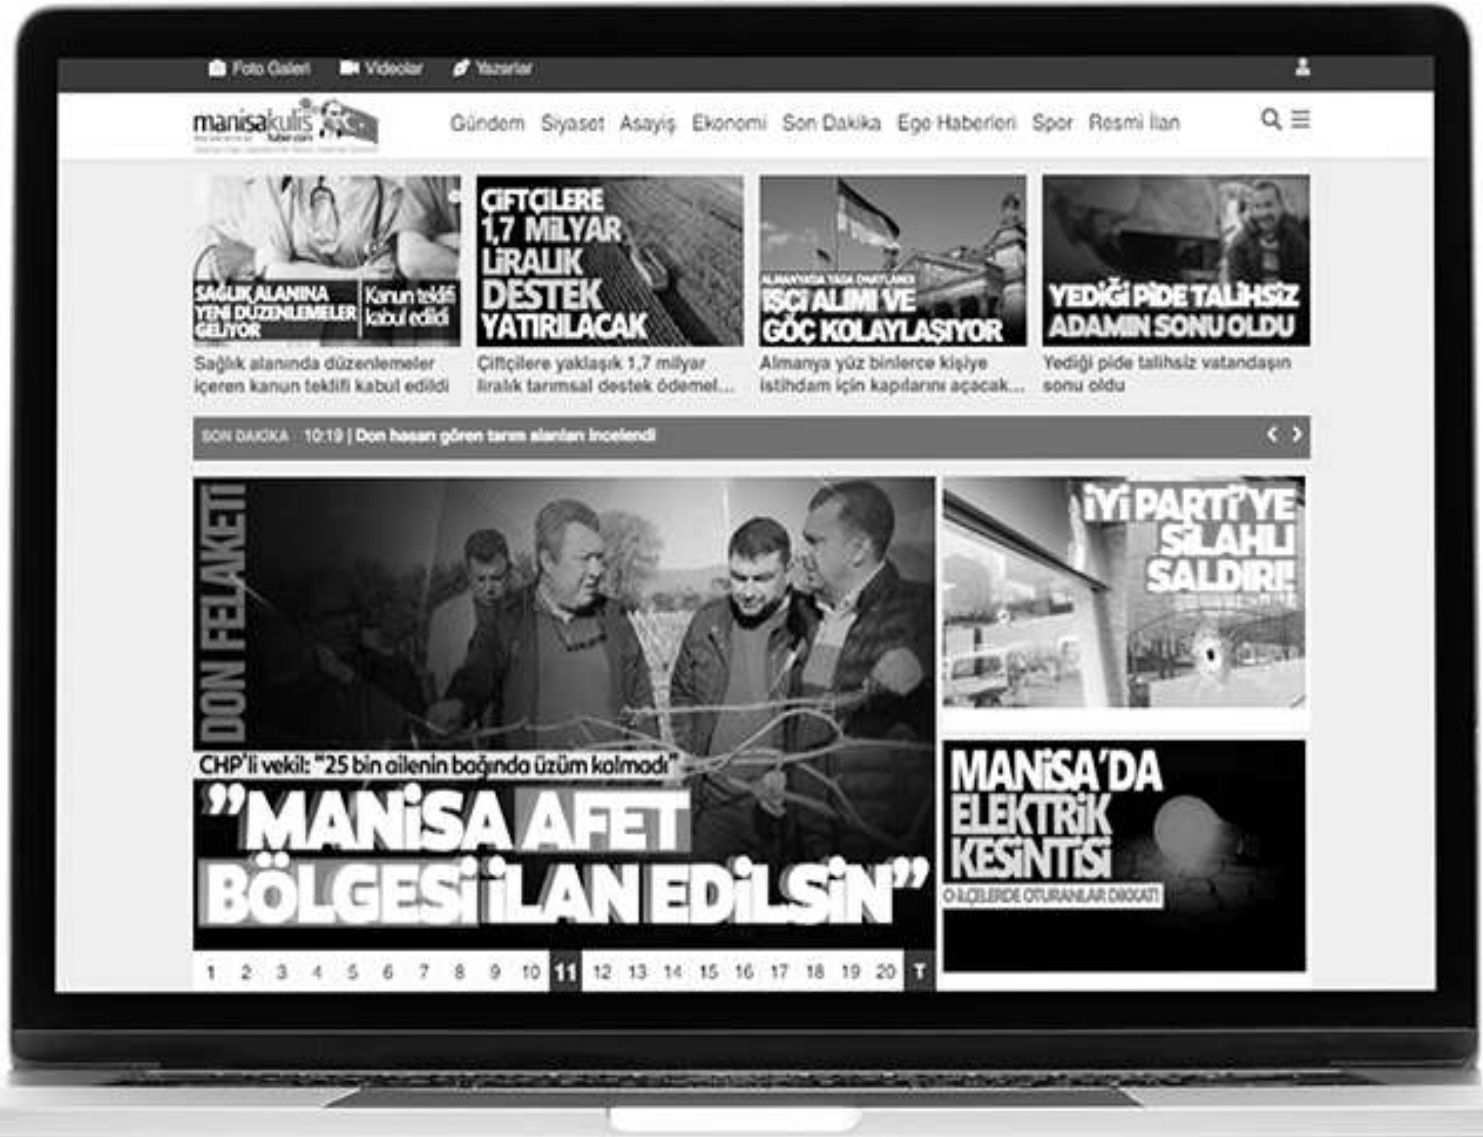 Foto Galeri Videolar Yazarlar
manisakulis
haber.com
Gündem Siyaset Asayiş Ekonomi Son Dakika Ege Haberleri Spor Resmi İlan
SAĞLIK ALANINA
YENİ DÜZENLEMELER
GELİYOR
Kanun teklifi
kabul edildi
Sağlık alanında düzenlemeler
içeren kanun teklifi kabul edildi
ÇİFTÇİLERE
1,7 MİLYAR
LİRALIK
DESTEK
YATIRILACAK
Çiftçilere yaklaşık 1,7 milyar
liralık tarımsal destek ödemel...
ALMANYA'DA YASA ONAYLANDI
İŞÇİ ALIMI VE
GÖÇ KOLAYLAŞIYOR
Almanya yüz binlerce kişiye
istihdam için kapılarını açacak...
YEDİĞİ PİDE TALİHSİZ
ADAMIN SONU OLDU
Yediği pide talihsiz vatandaşın
sonu oldu
SON DAKİKA 10:19 | Don hasarı gören tarım alanları incelendi
DON FELAKETİ
CHP'li vekil: "25 bin ailenin bağında üzüm kalmadı"
"MANİSA AFET
BÖLGESİ İLAN EDİLSİN"
1 2 3 4 5 6 7 8 9 10 11 12 13 14 15 16 17 18 19 20 T
İYİ PARTİ'YE
SİLAHLI
SALDIRI!
MANİSA'DA
ELEKTRİK
KESİNTİSİ
O İLÇELERDE OTURANLAR DİKKAT!